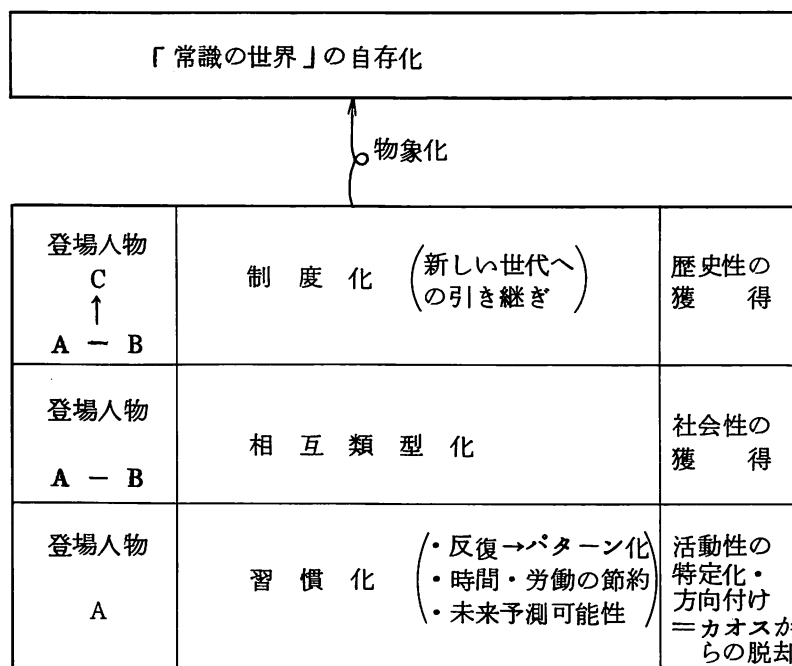 「常識の世界」の自存化
物象化
登場人物
C
↑
A − B
制度化
新しい世代へ
の引き継ぎ
歴史性の
獲得
登場人物
A − B
相互類型化
社会性の
獲得
登場人物
A
習慣化
・反復→パターン化
・時間・労働の節約
・未来予測可能性
活動性の
特定化・
方向付け
＝カオスか
らの脱却